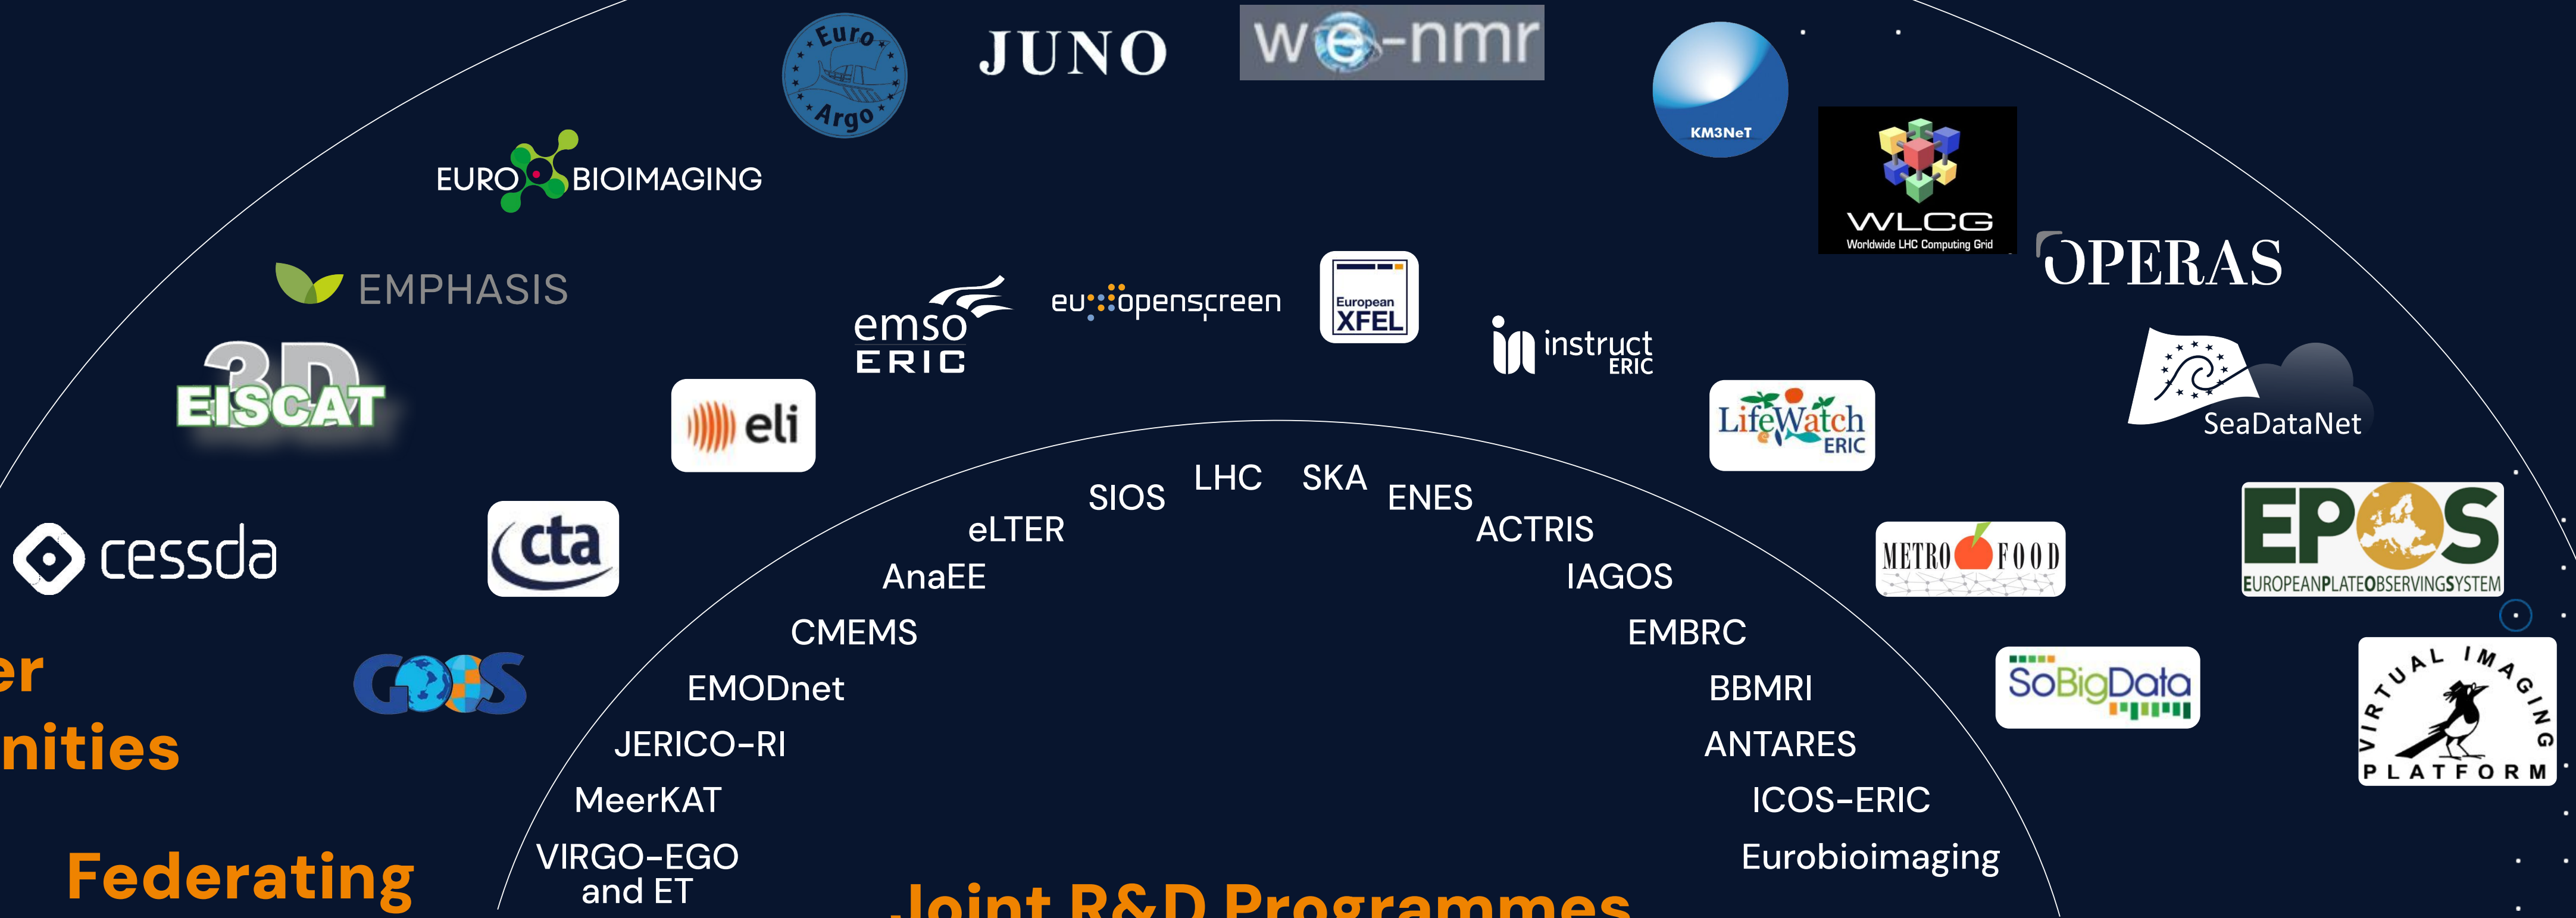 Euro
Argo
JUNO
we-nmr
KM3NeT
WLCG
Worldwide LHC Computing Grid
EURO BIOIMAGING
EMPHASIS
emso
ERIC
eu openscreen
European
XFEL
instruct
ERIC
OPERAS
3D
EISCAT
eli
LifeWatch
ERIC
SeaDataNet
cessda
cta
METROFOOD
EPOS
EUROPEANPLATEOBSERVINGSYSTEM
GOOS
SoBigData
VIRTUAL IMAGING
PLATFORM
LHC
SKA
SIOS
ENES
eLTER
ACTRIS
AnaEE
IAGOS
CMEMS
EMBRC
EMODnet
BBMRI
JERICO-RI
ANTARES
MeerKAT
ICOS-ERIC
VIRGO-EGO
and ET
Eurobioimaging
er
nities
Federating
Joint R&D Programmes